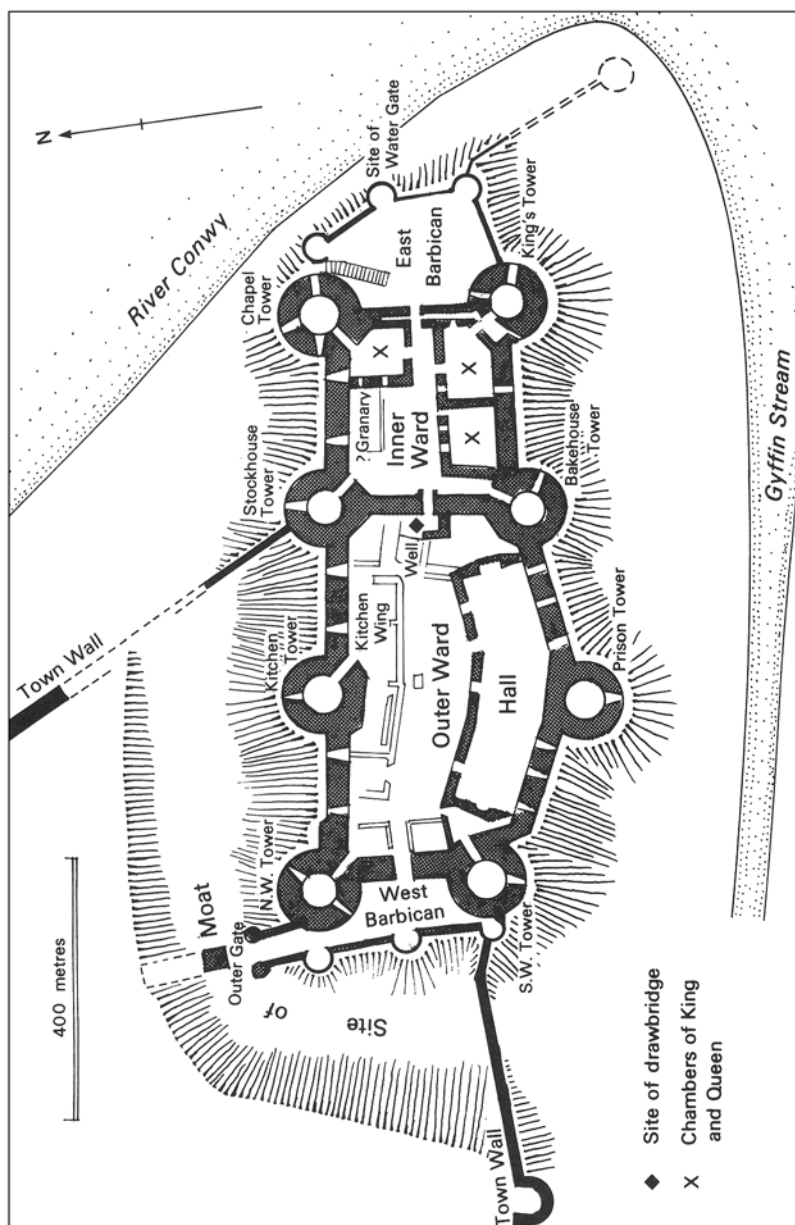 N
River Conwy
Site of
Water Gate
East
Barbican
King's Tower
Chapel
Tower
X
X
X
? Granary
Inner
Ward
Stockhouse
Tower
Bakehouse
Tower
Gyffin Stream
Well
Kitchen
Wing
Kitchen
Tower
Town Wall
Outer Ward
Hall
Prison Tower
N.W. Tower
West
Barbican
S.W. Tower
Moat
Outer Gate
Site
of
400 metres
Town Wall
Site of drawbridge
X Chambers of King
and Queen